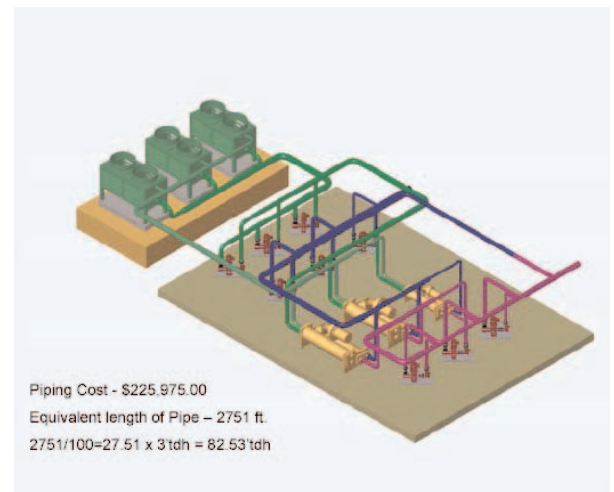 Piping Cost - $225,975.00
Equivalent length of Pipe – 2751 ft.
2751/100=27.51 x 3'tdh = 82.53'tdh